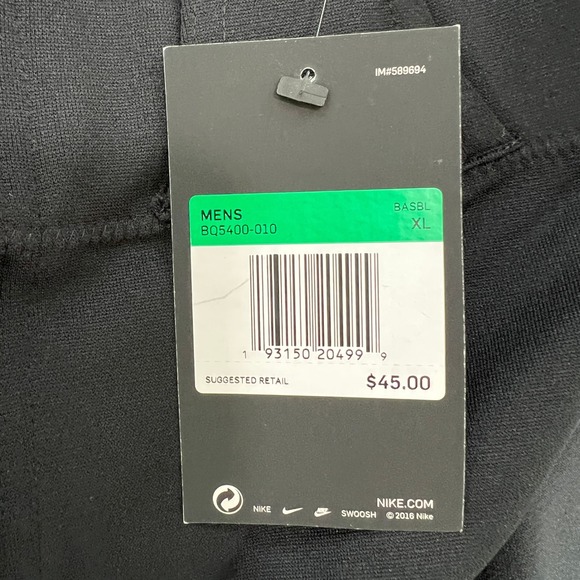 IM#589694
MENS BASBL
BQ5400-010 XL
1 93150 20499 9
SUGGESTED RETAIL $45.00
NIKE SWOOSH NIKE.COM
© 2016 Nike